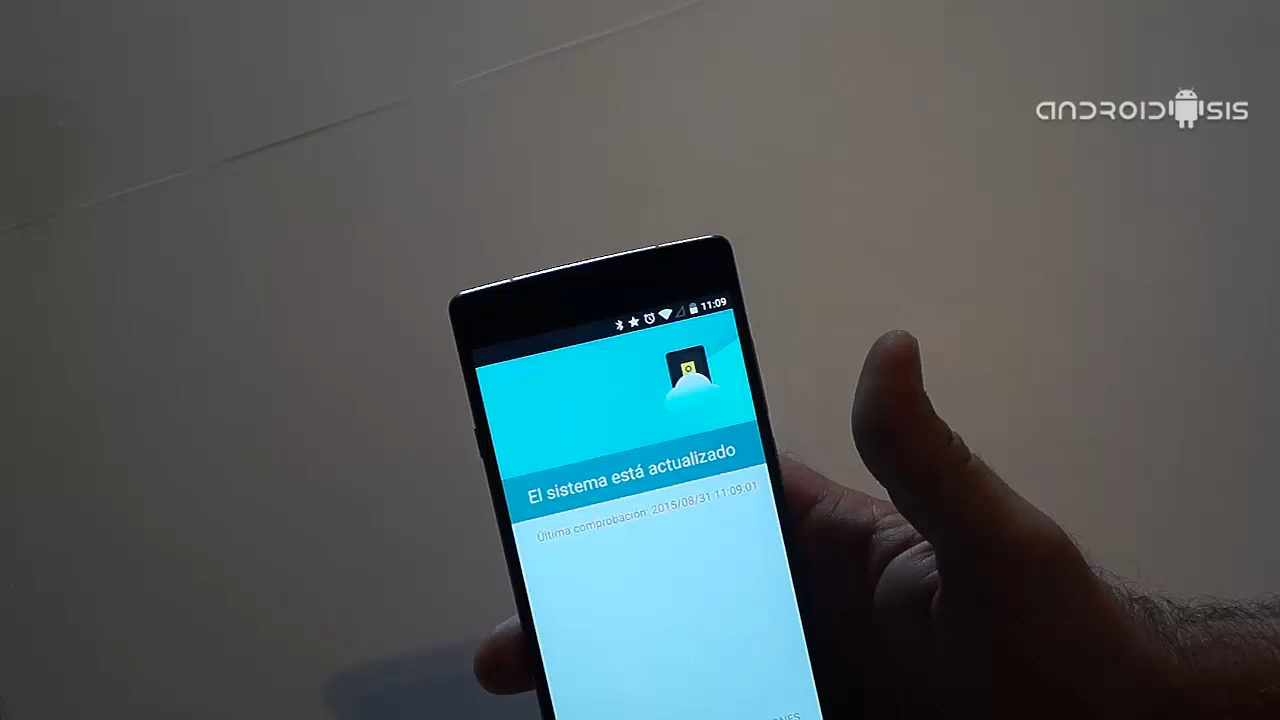 ANDROIDSIS
11:09
El sistema está actualizado
Última comprobación: 2015/08/31 11:09:01